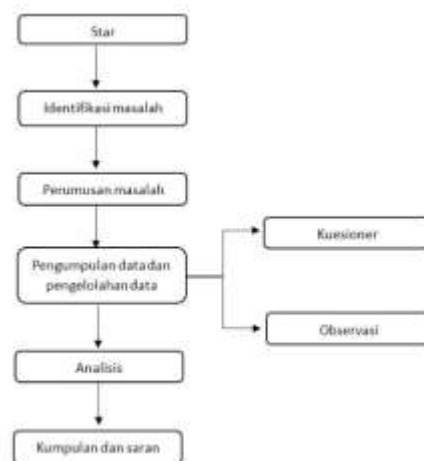 Star
Identifikasi masalah
Perumusan masalah
Kuesioner
Pengumpulan data dan
pengelolahan data
Observasi
Analisis
Kumpulan dan saran